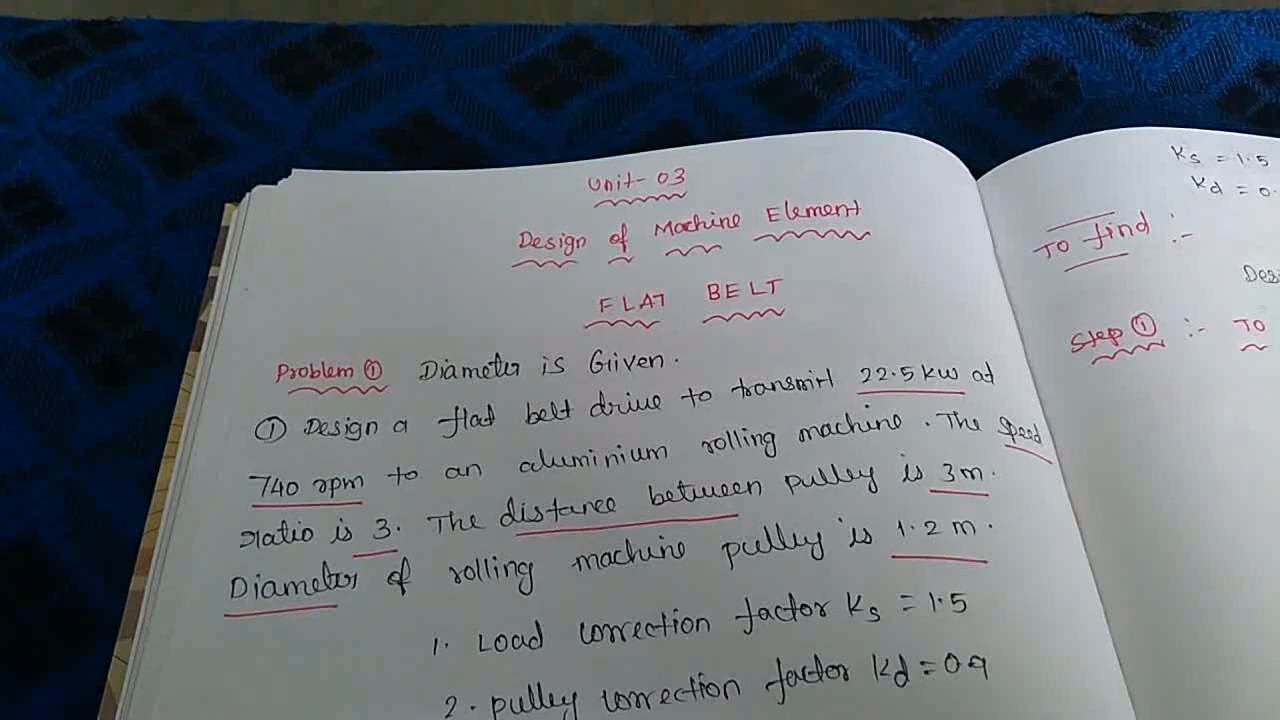 Unit-03
Design of Machine Element
FLAT BELT
Problem ① Diameter is Given.
① Design a flat belt drive to transmit 22.5 kw at
740 rpm to an aluminium rolling machine. The speed
ratio is 3. The distance between pulley is 3m.
Diameter of rolling machine pulley is 1.2 m.
1. Load correction factor Ks = 1.5
2. pulley correction factor Kd = 0.9
Ks = 1.5
Kd = 0.
To find :-
Step ① :- To